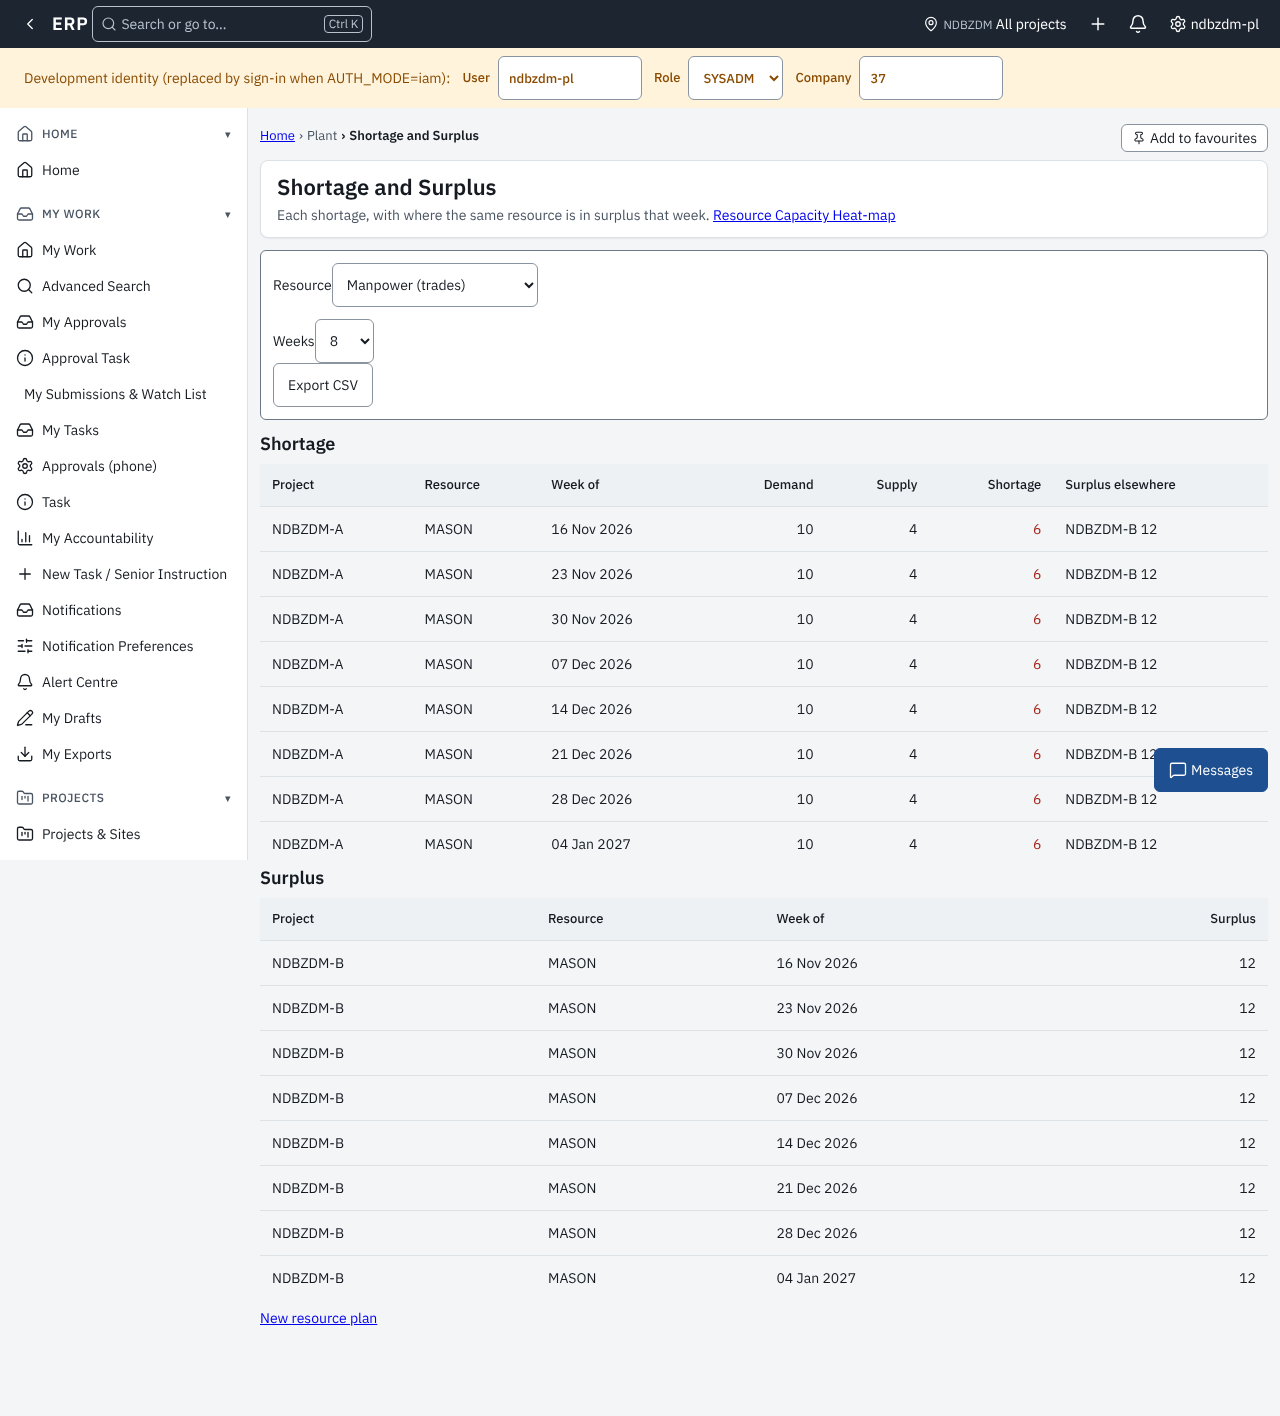 ERP Search or go to... Ctrl K NDBZDM All projects ndbzdm-pl
Development identity (replaced by sign-in when AUTH_MODE=iam): User ndbzdm-pl Role SYSADM Company 37
HOME
Home
MY WORK
My Work
Advanced Search
My Approvals
Approval Task
My Submissions & Watch List
My Tasks
Approvals (phone)
Task
My Accountability
New Task / Senior Instruction
Notifications
Notification Preferences
Alert Centre
My Drafts
My Exports
PROJECTS
Projects & Sites
Home › Plant › Shortage and Surplus
Add to favourites
Shortage and Surplus
Each shortage, with where the same resource is in surplus that week. Resource Capacity Heat-map
Resource Manpower (trades)
Weeks 8
Export CSV
Shortage
Project Resource Week of Demand Supply Shortage Surplus elsewhere
NDBZDM-A MASON 16 Nov 2026 10 4 6 NDBZDM-B 12
NDBZDM-A MASON 23 Nov 2026 10 4 6 NDBZDM-B 12
NDBZDM-A MASON 30 Nov 2026 10 4 6 NDBZDM-B 12
NDBZDM-A MASON 07 Dec 2026 10 4 6 NDBZDM-B 12
NDBZDM-A MASON 14 Dec 2026 10 4 6 NDBZDM-B 12
NDBZDM-A MASON 21 Dec 2026 10 4 6 NDBZDM-B 12
Messages
NDBZDM-A MASON 28 Dec 2026 10 4 6 NDBZDM-B 12
NDBZDM-A MASON 04 Jan 2027 10 4 6 NDBZDM-B 12
Surplus
Project Resource Week of Surplus
NDBZDM-B MASON 16 Nov 2026 12
NDBZDM-B MASON 23 Nov 2026 12
NDBZDM-B MASON 30 Nov 2026 12
NDBZDM-B MASON 07 Dec 2026 12
NDBZDM-B MASON 14 Dec 2026 12
NDBZDM-B MASON 21 Dec 2026 12
NDBZDM-B MASON 28 Dec 2026 12
NDBZDM-B MASON 04 Jan 2027 12
New resource plan